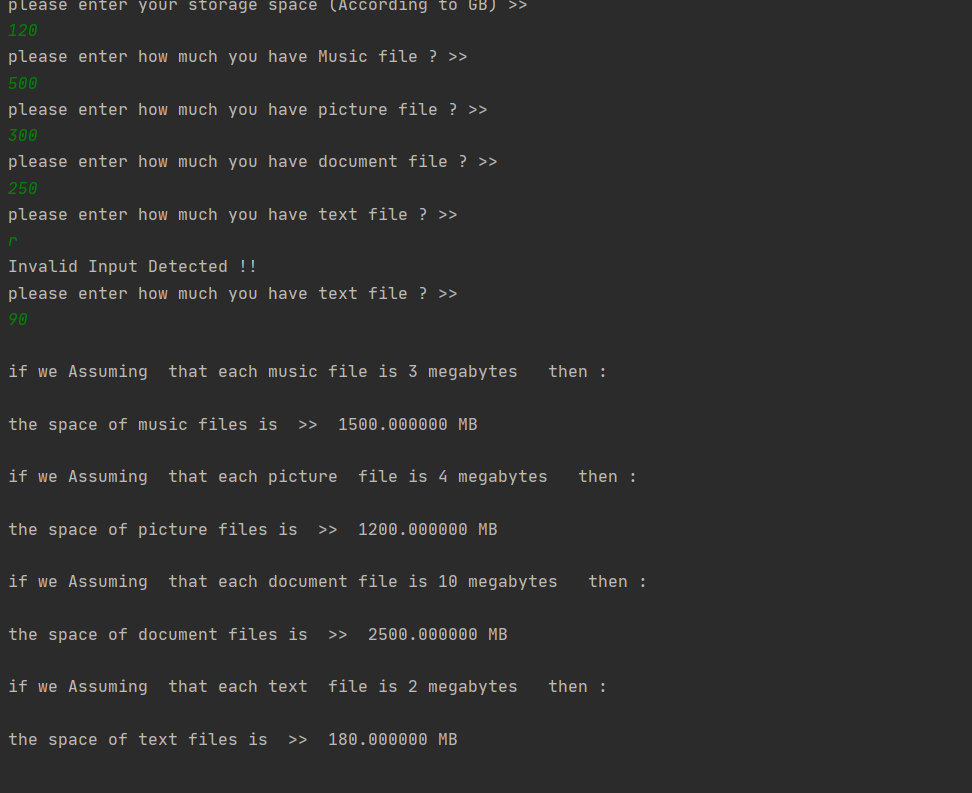 please enter your storage space (According to GB) >>
120
please enter how much you have Music file ? >>
500
please enter how much you have picture file ? >>
300
please enter how much you have document file ? >>
250
please enter how much you have text file ? >>
r
Invalid Input Detected !!
please enter how much you have text file ? >>
90
if we Assuming  that each music file is 3 megabytes   then :
the space of music files is  >>  1500.000000 MB
if we Assuming  that each picture  file is 4 megabytes   then :
the space of picture files is  >>  1200.000000 MB
if we Assuming  that each document file is 10 megabytes   then :
the space of document files is  >>  2500.000000 MB
if we Assuming  that each text  file is 2 megabytes   then :
the space of text files is  >>  180.000000 MB